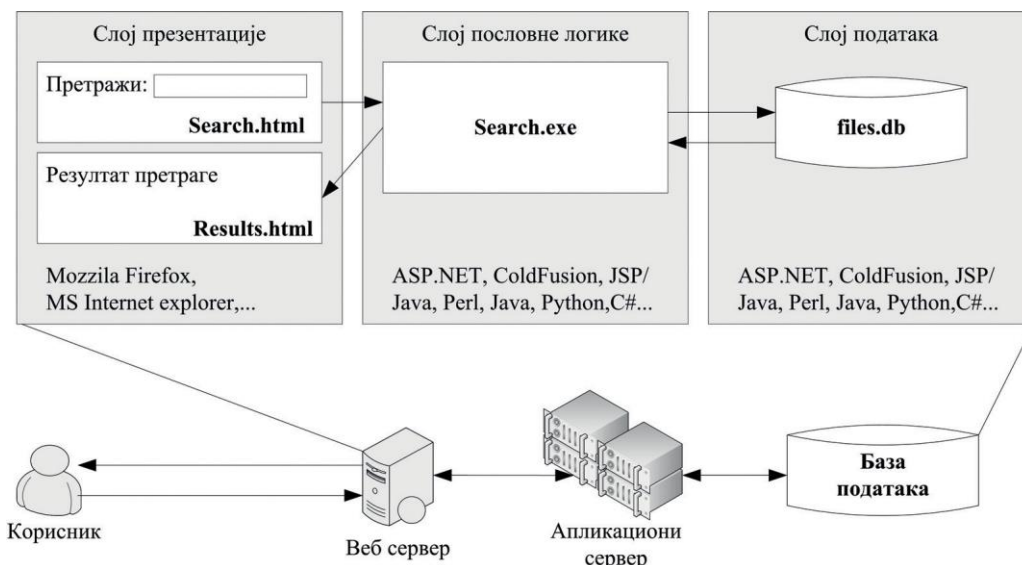 Слој презентације
Претражи:
Search.html
Резултат претраге
Results.html
Mozzila Firefox,
MS Internet explorer,...
Слој пословне логике
Search.exe
ASP.NET, ColdFusion, JSP/
Java, Perl, Java, Python,C#...
Слој података
files.db
ASP.NET, ColdFusion, JSP/
Java, Perl, Java, Python,C#...
Корисник
Веб сервер
Апликациони
сервер
База
података